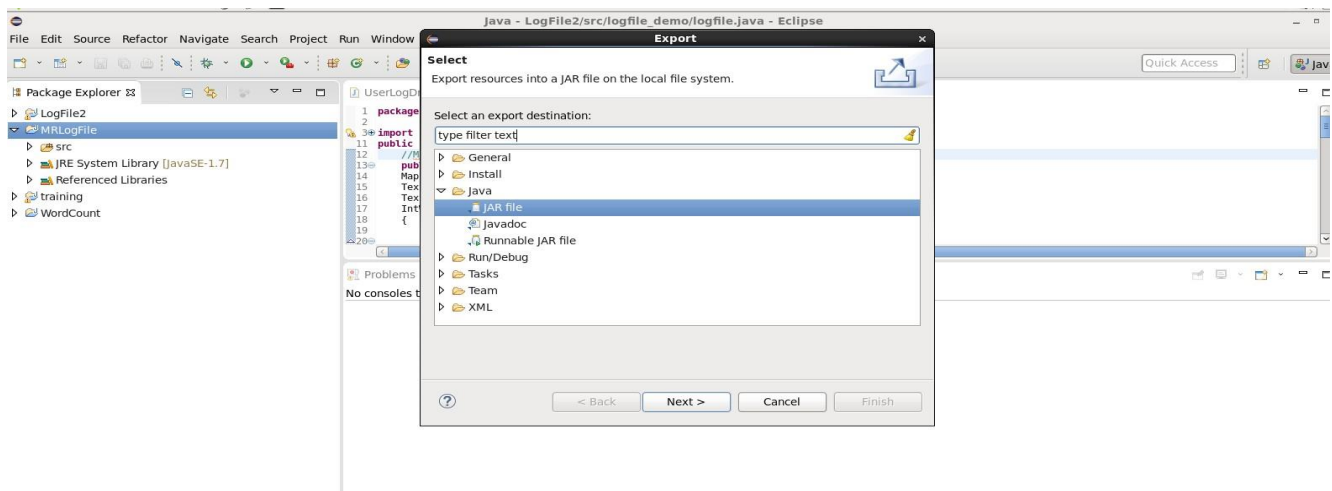 Java - LogFile2/src/logfile_demo/logfile.java - Eclipse
File Edit Source Refactor Navigate Search Project Run Window
Quick Access
Jav
Package Explorer
LogFile2
MRLogFile
src
JRE System Library [JavaSE-1.7]
Referenced Libraries
training
WordCount
UserLogDr
1 package
2
3 import
11 public
12 //M
13 pub
14 Map
15 Tex
16 Tex
17 Int
18 {
19
20
Problems
No consoles t
Export
Select
Export resources into a JAR file on the local file system.
Select an export destination:
type filter text
General
Install
Java
JAR file
Javadoc
Runnable JAR file
Run/Debug
Tasks
Team
XML
?
< Back Next > Cancel Finish